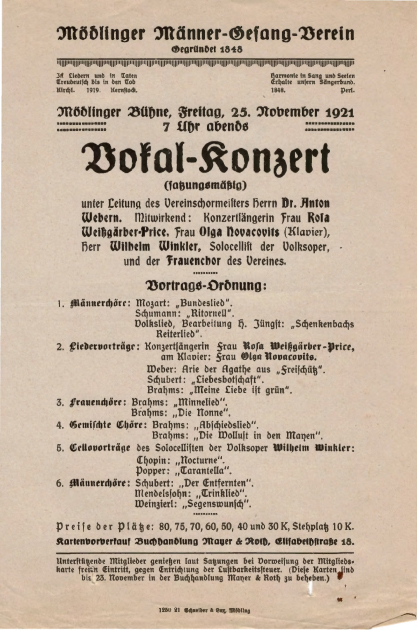 Mödlinger Männer-Gesang-Verein
Gegründet 1848
In Liedern und in Taten
Treudeutsch bis in den Tod
Kirchl. 1919. Kernstock.
Harmonie in Sang und Seelen
Erhalte unsern Sängerbund.
1848. Perl.
Mödlinger Bühne, Freitag, 25. November 1921
7 Uhr abends
Vokal-Konzert
(satzungsmäßig)
unter Leitung des Vereinschormeisters Herrn Dr. Anton
Webern. Mitwirkend: Konzertsängerin Frau Rosa
Weißgärber-Price, Frau Olga Novacovits (Klavier),
Herr Wilhelm Winkler, Solocellist der Volksoper,
und der Frauenchor des Vereines.
Vortrags-Ordnung:
1. Männerchöre: Mozart: „Bundeslied“.
Schumann: „Ritornell“.
Volkslied, Bearbeitung H. Jüngst: „Schenkenbachs
Reiterlied“.
2. Liedervorträge: Konzertsängerin Frau Rosa Weißgärber-Price,
am Klavier: Frau Olga Novacovits.
Weber: Arie der Agathe aus „Freischütz“.
Schubert: „Liebesbotschaft“.
Brahms: „Meine Liebe ist grün“.
3. Frauenchöre: Brahms: „Minnelied“.
Brahms: „Die Nonne“.
4. Gemischte Chöre: Brahms: „Abschiedslied“.
Brahms: „Die Wollust in den Mayen“.
5. Cellovorträge des Solocellisten der Volksoper Wilhelm Winkler:
Chopin: „Nocturne“.
Popper: „Tarantella“.
6. Männerchöre: Schubert: „Der Entfernten“.
Mendelsohn: „Trinklied“.
Weinzierl: „Segenswunsch“.
Preise der Plätze: 80, 75, 70, 60, 50, 40 und 30 K, Stehplatz 10 K.
Kartenvorverkauf Buchhandlung Mayer & Roth, Elisabethstraße 18.
Unterstützende Mitglieder genießen laut Satzungen bei Vorweisung der Mitglieds-
karte freien Eintritt, gegen Entrichtung der Lustbarkeitssteuer. (Diese Karten sind
bis 23. November in der Buchhandlung Mayer & Roth zu beheben.)
1250 21 Mödling